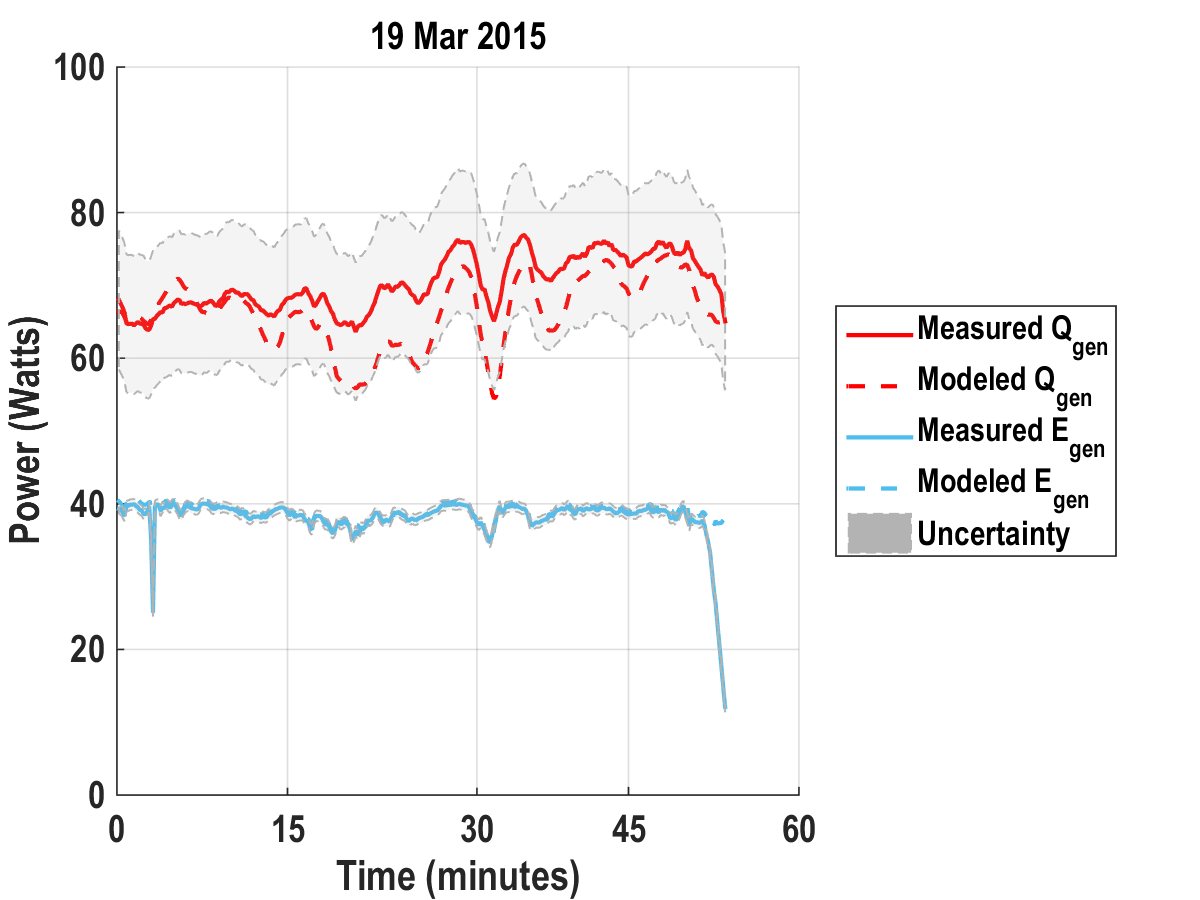 19 Mar 2015
100
80
60
40
20
0
0 15 30 45 60
Time (minutes)
Power (Watts)
Measured Q_gen
Modeled Q_gen
Measured E_gen
Modeled E_gen
Uncertainty